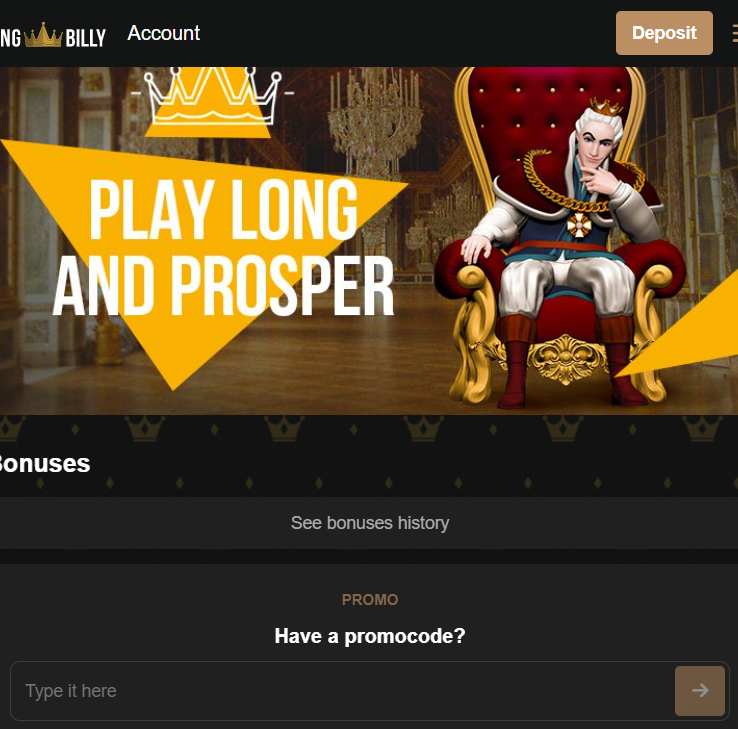 NG BILLY
Account
Deposit
PLAY LONG
AND PROSPER
Bonuses
See bonuses history
PROMO
Have a promocode?
Type it here